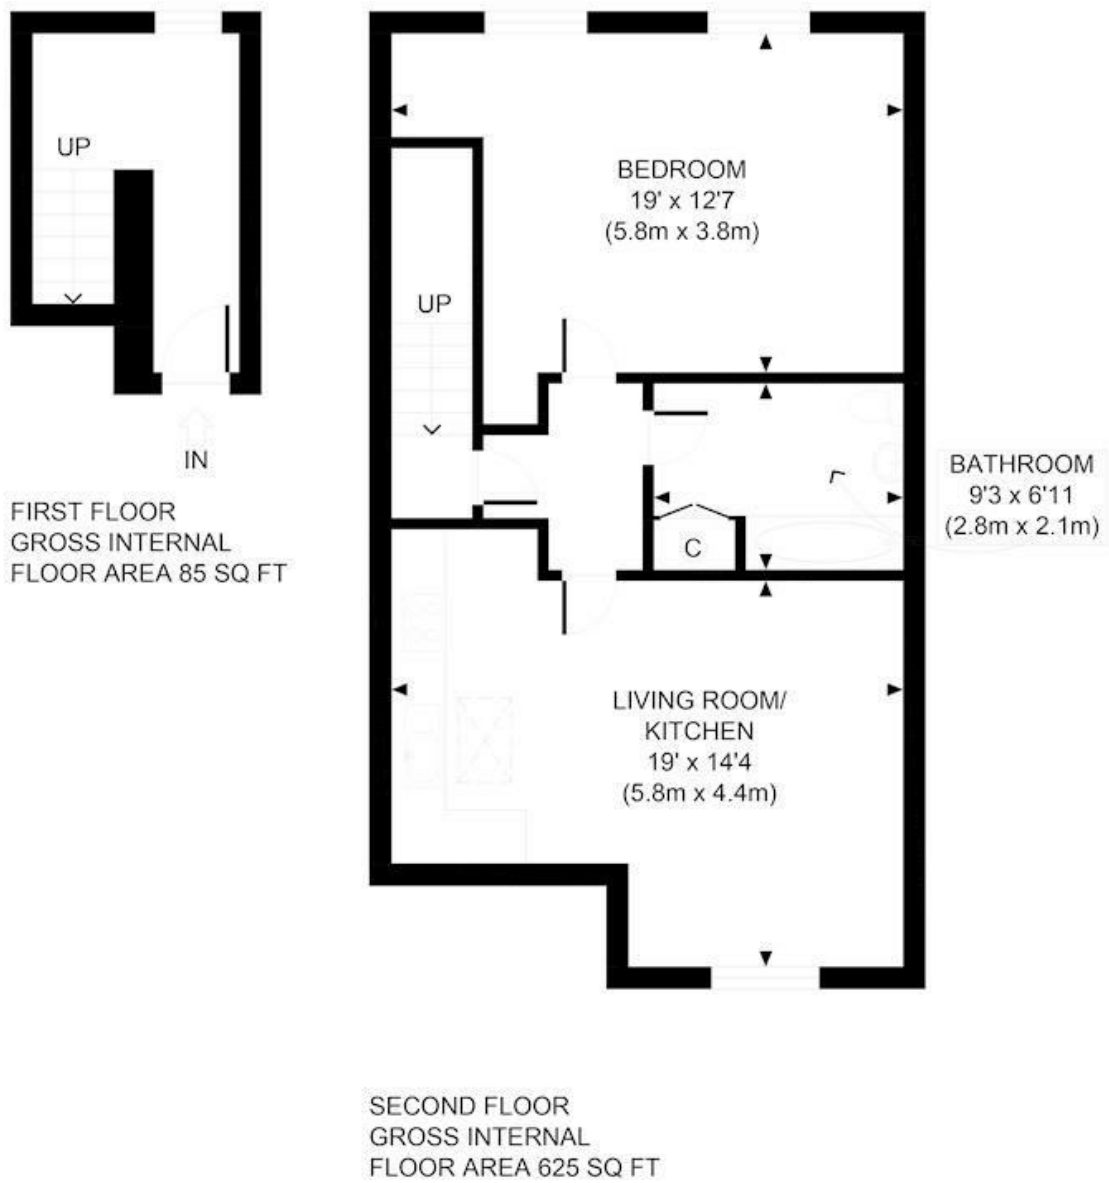 UP
IN
FIRST FLOOR
GROSS INTERNAL
FLOOR AREA 85 SQ FT
BEDROOM
19' x 12'7
(5.8m x 3.8m)
UP
BATHROOM
9'3 x 6'11
(2.8m x 2.1m)
C
LIVING ROOM/
KITCHEN
19' x 14'4
(5.8m x 4.4m)
SECOND FLOOR
GROSS INTERNAL
FLOOR AREA 625 SQ FT